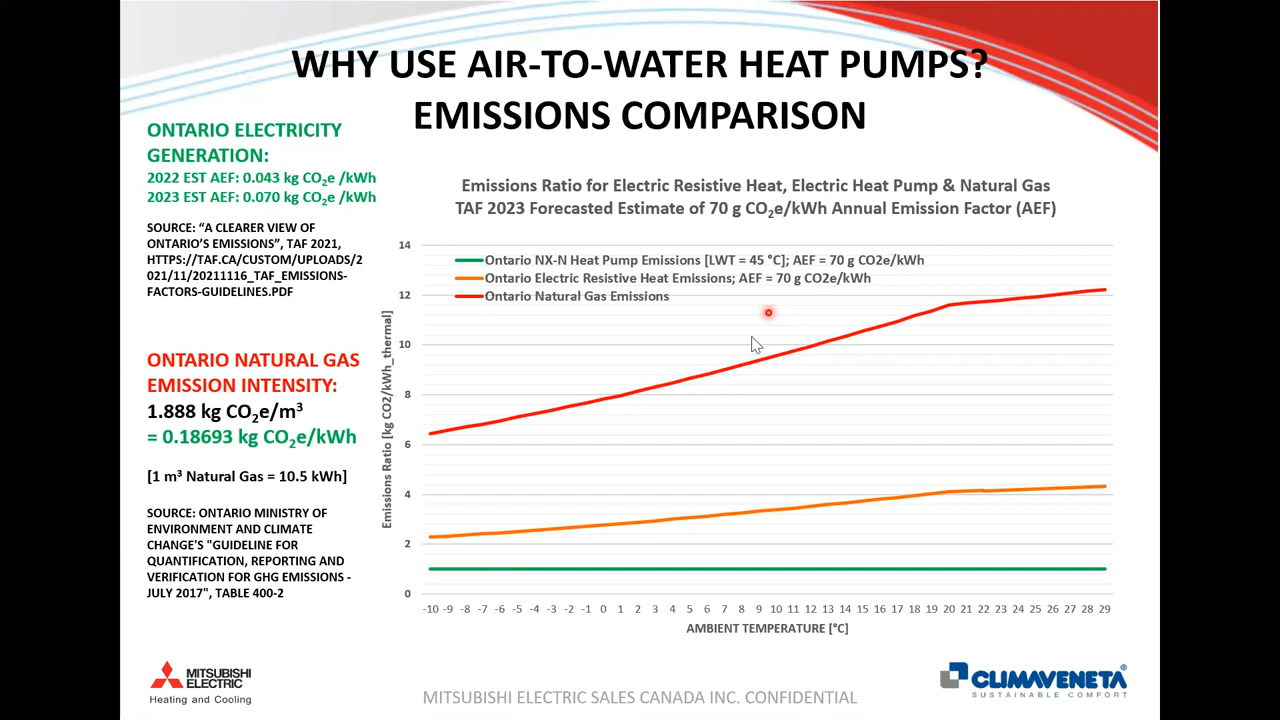 WHY USE AIR-TO-WATER HEAT PUMPS?
EMISSIONS COMPARISON
ONTARIO ELECTRICITY
GENERATION:
2022 EST AEF: 0.043 kg CO₂e /kWh
2023 EST AEF: 0.070 kg CO₂e /kWh
SOURCE: “A CLEARER VIEW OF
ONTARIO’S EMISSIONS”, TAF 2021,
HTTPS://TAF.CA/CUSTOM/UPLOADS/2
021/11/20211116_TAF_EMISSIONS-
FACTORS-GUIDELINES.PDF
ONTARIO NATURAL GAS
EMISSION INTENSITY:
1.888 kg CO₂e/m³
= 0.18693 kg CO₂e/kWh
[1 m³ Natural Gas = 10.5 kWh]
SOURCE: ONTARIO MINISTRY OF
ENVIRONMENT AND CLIMATE
CHANGE'S "GUIDELINE FOR
QUANTIFICATION, REPORTING AND
VERIFICATION FOR GHG EMISSIONS -
JULY 2017", TABLE 400-2
Emissions Ratio for Electric Resistive Heat, Electric Heat Pump & Natural Gas
TAF 2023 Forecasted Estimate of 70 g CO₂e/kWh Annual Emission Factor (AEF)
Ontario NX-N Heat Pump Emissions [LWT = 45 °C]; AEF = 70 g CO2e/kWh
Ontario Electric Resistive Heat Emissions; AEF = 70 g CO2e/kWh
Ontario Natural Gas Emissions
Emissions Ratio [kg CO2/kWh_thermal]
14
12
10
8
6
4
2
0
-10 -9 -8 -7 -6 -5 -4 -3 -2 -1 0 1 2 3 4 5 6 7 8 9 10 11 12 13 14 15 16 17 18 19 20 21 22 23 24 25 26 27 28 29
AMBIENT TEMPERATURE [°C]
MITSUBISHI
ELECTRIC
Heating and Cooling
MITSUBISHI ELECTRIC SALES CANADA INC. CONFIDENTIAL
CLIMAVENETA®
SUSTAINABLE COMFORT